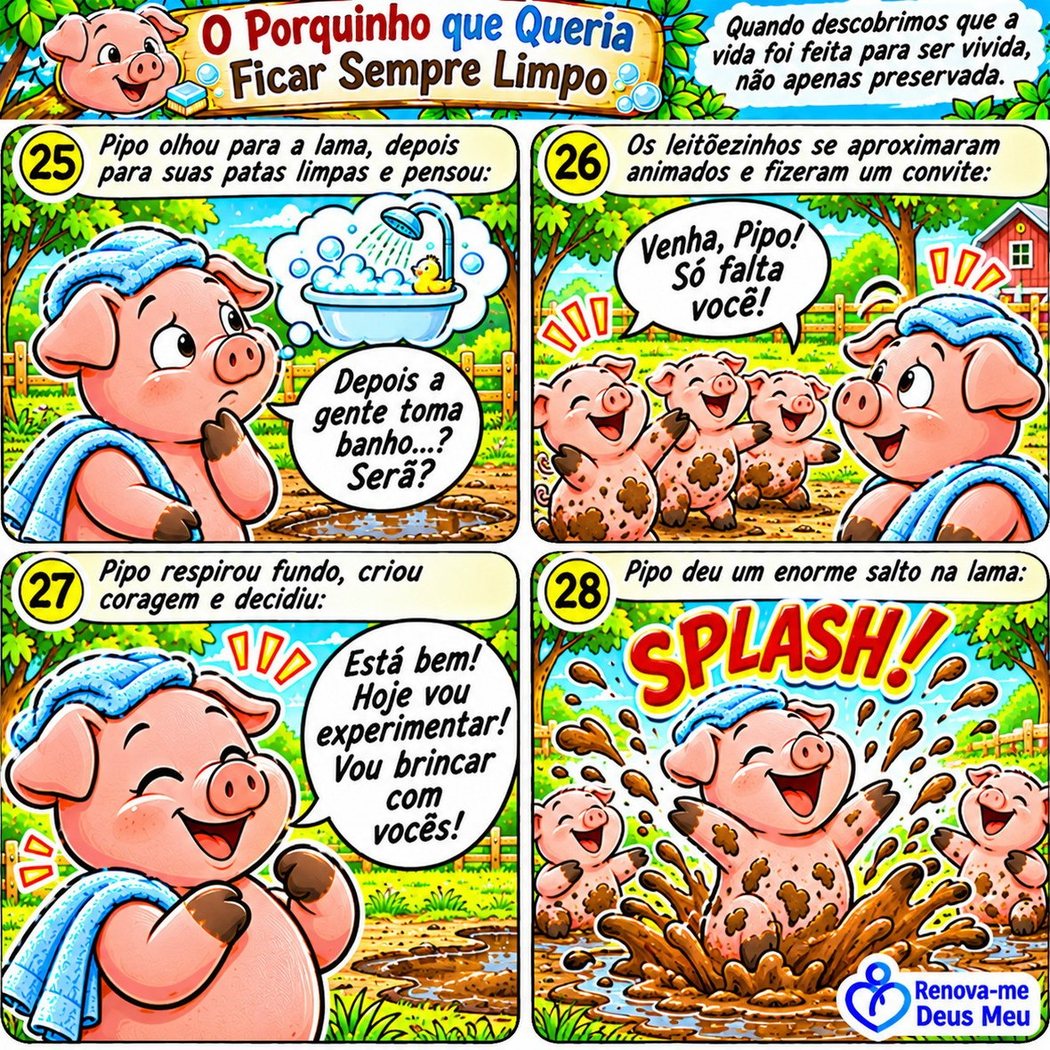 O Porquinho que Queria
Ficar Sempre Limpo
Quando descobrimos que a
vida foi feita para ser vivida,
não apenas preservada.
25
Pipo olhou para a lama, depois
para suas patas limpas e pensou:
Depois a
gente toma
banho...?
Serã?
26
Os leitõezinhos se aproximaram
animados e fizeram um convite:
Venha, Pipo!
Só falta
você!
27
Pipo respirou fundo, criou
coragem e decidiu:
Está bem!
Hoje vou
experimentar!
Vou brincar
com
vocês!
28
Pipo deu um enorme salto na lama:
SPLASH!
Renova-me
Deus Meu